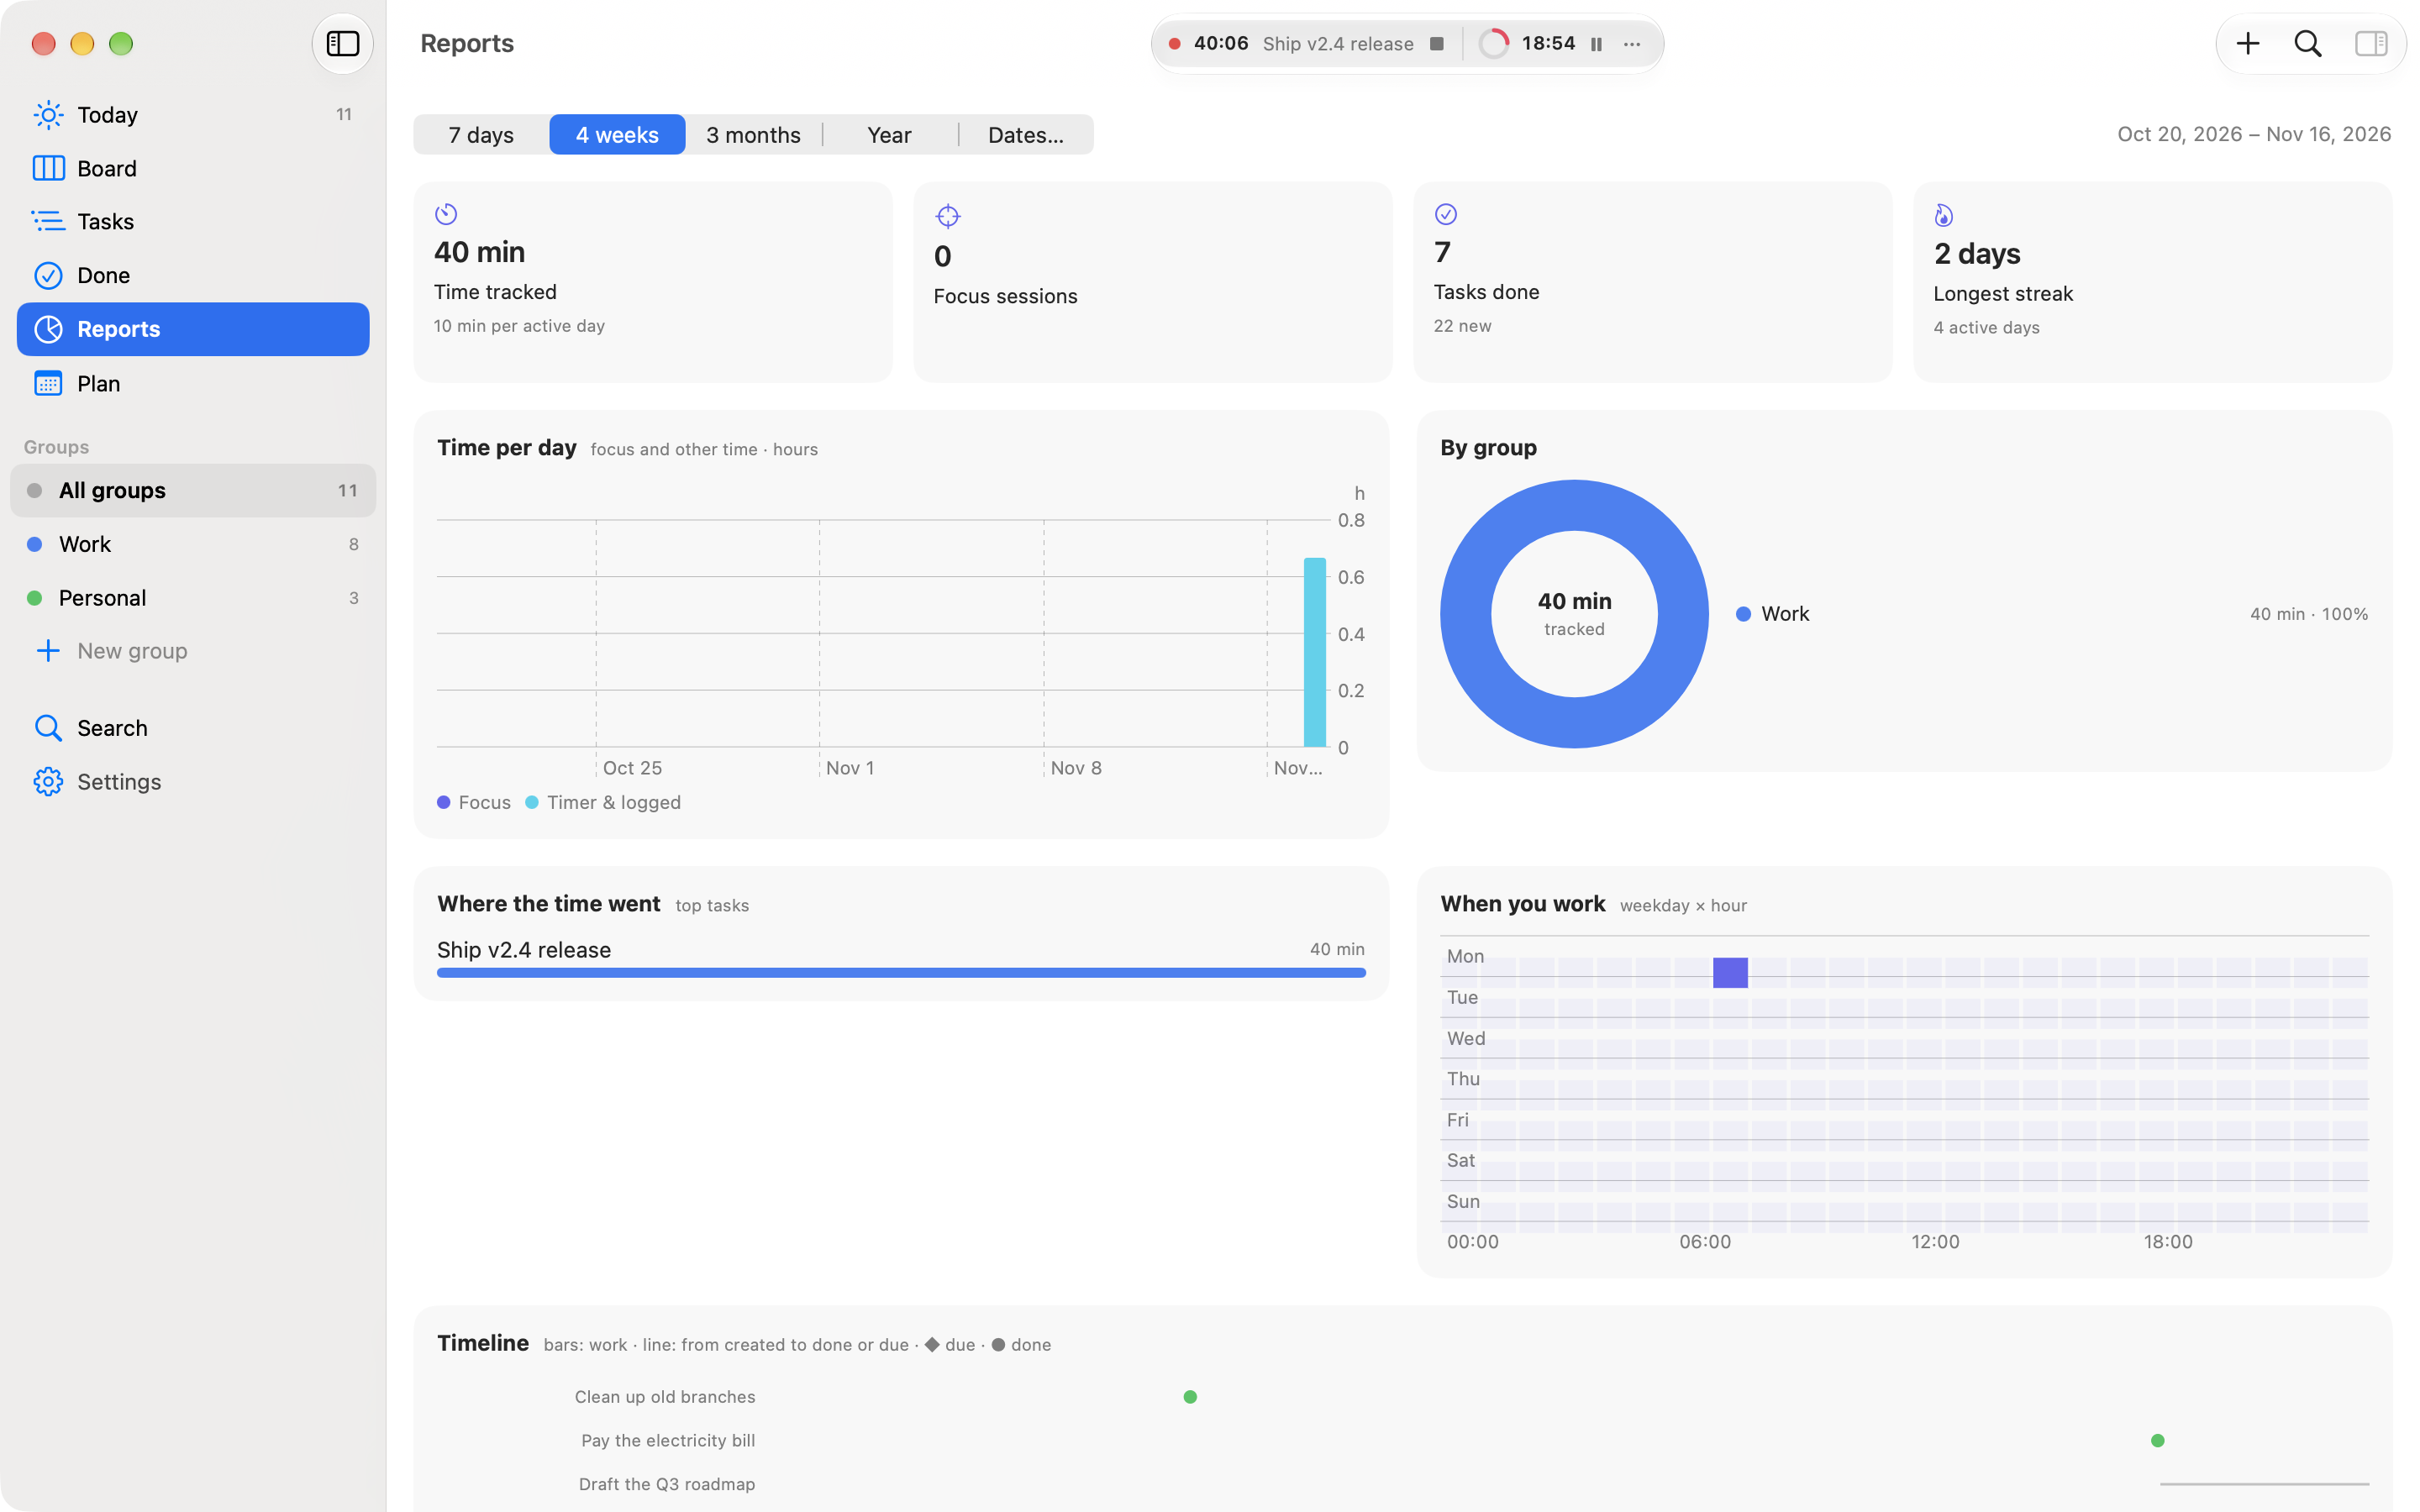 Reports
40:06 Ship v2.4 release 18:54
Today 11
Board
Tasks
Done
Reports
Plan
Groups
All groups 11
Work 8
Personal 3
New group
Search
Settings
7 days 4 weeks 3 months Year Dates...
Oct 20, 2026 – Nov 16, 2026
40 min
Time tracked
10 min per active day
0
Focus sessions
7
Tasks done
22 new
2 days
Longest streak
4 active days
Time per day focus and other time · hours
h
0.8
0.6
0.4
0.2
0
Oct 25 Nov 1 Nov 8 Nov...
Focus Timer & logged
By group
40 min
tracked
Work 40 min · 100%
Where the time went top tasks
Ship v2.4 release 40 min
When you work weekday × hour
Mon
Tue
Wed
Thu
Fri
Sat
Sun
00:00 06:00 12:00 18:00
Timeline bars: work · line: from created to done or due · ◆ due · ● done
Clean up old branches
Pay the electricity bill
Draft the Q3 roadmap